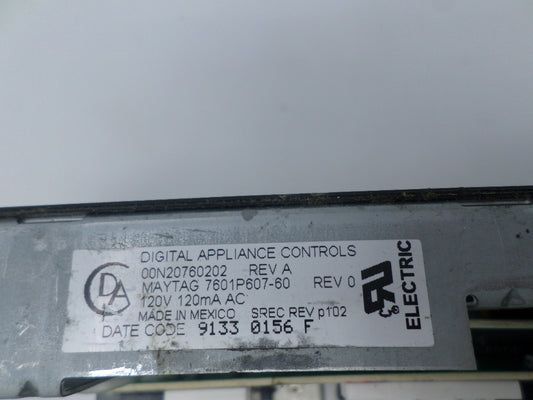 DIGITAL APPLIANCE CONTROLS
00N20760202 REV A
MAYTAG 7601P607-60 REV 0
120V 120mA AC
MADE IN MEXICO SREC REV p102
DATE CODE 9133 0156 F
CDA
ELECTRIC